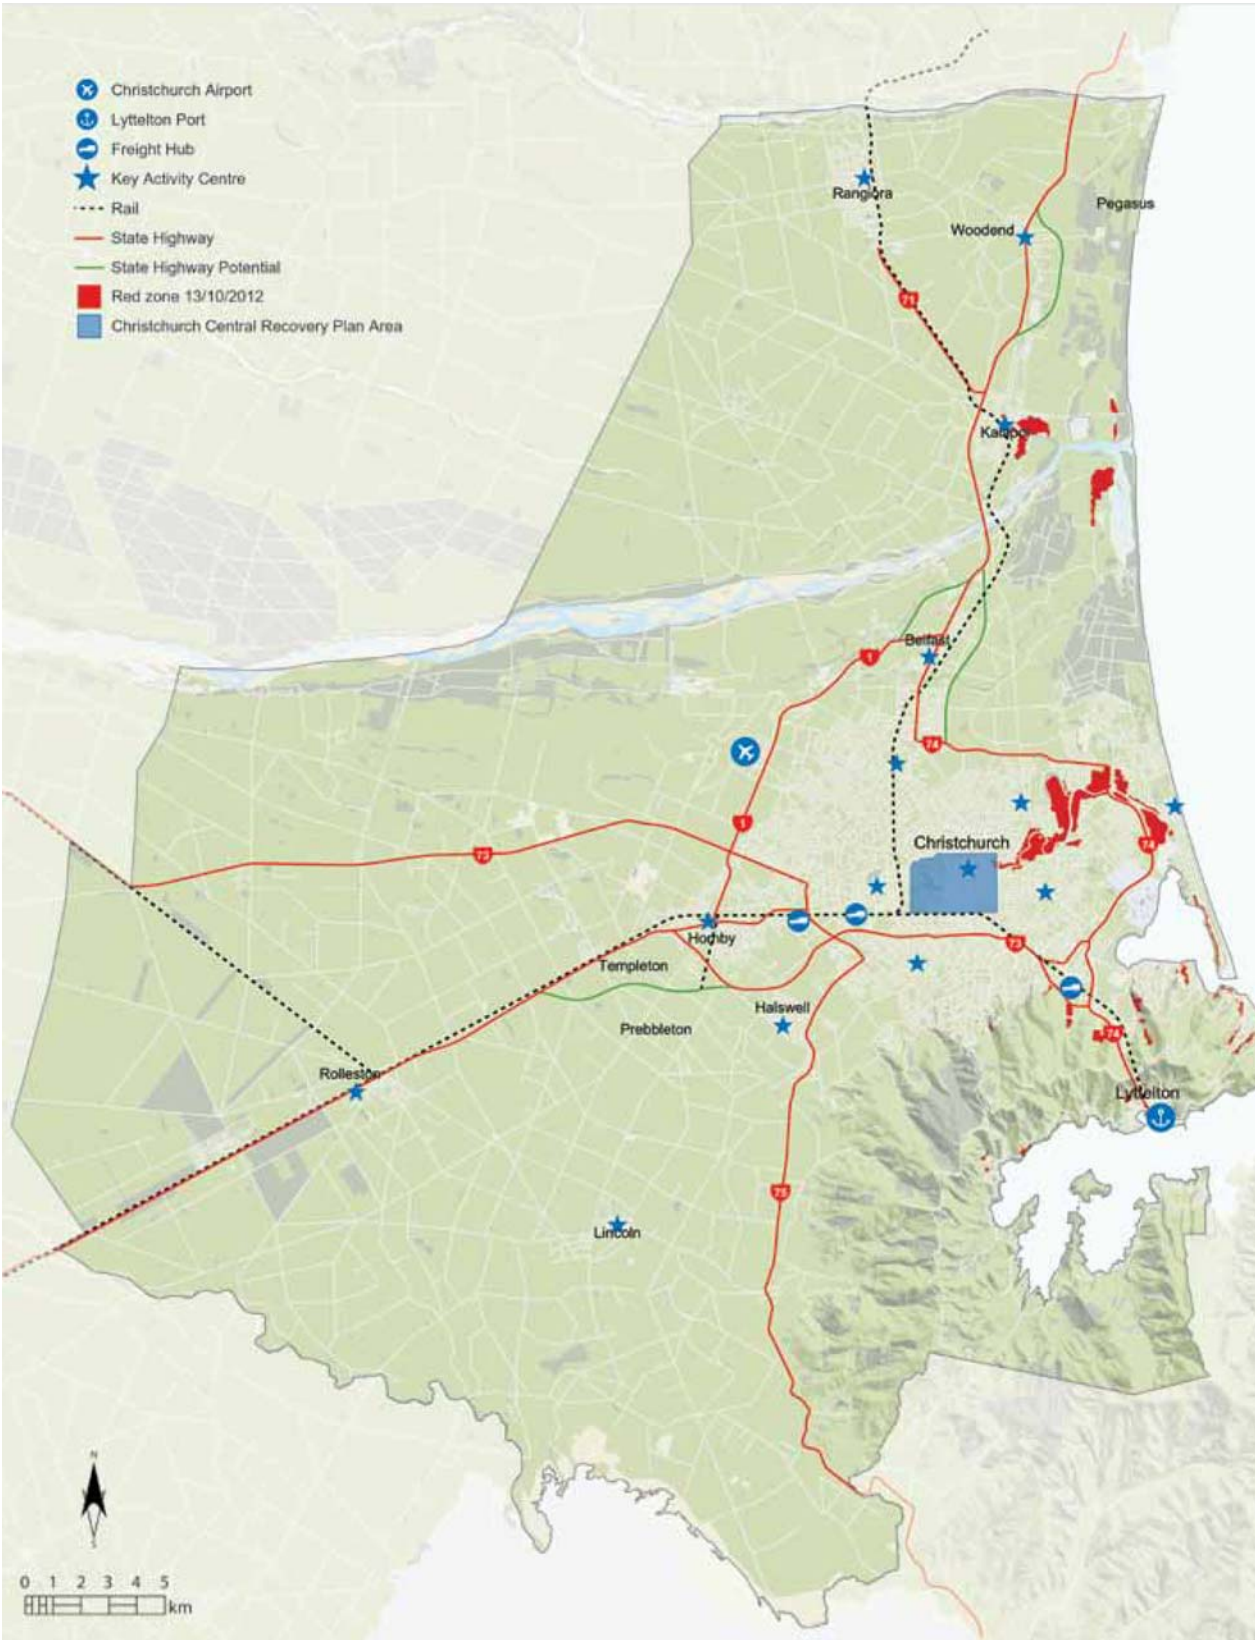 Christchurch Airport
Lyttelton Port
Freight Hub
Key Activity Centre
Rail
State Highway
State Highway Potential
Red zone 13/10/2012
Christchurch Central Recovery Plan Area
Rangiora
Pegasus
Woodend
71
Kaiapoi
Belfast
1
74
1
Christchurch
73
74
Hornby
73
Templeton
Halswell
Prebbleton
74
Rolleston
Lyttelton
75
Lincoln
N
S
0 1 2 3 4 5
km